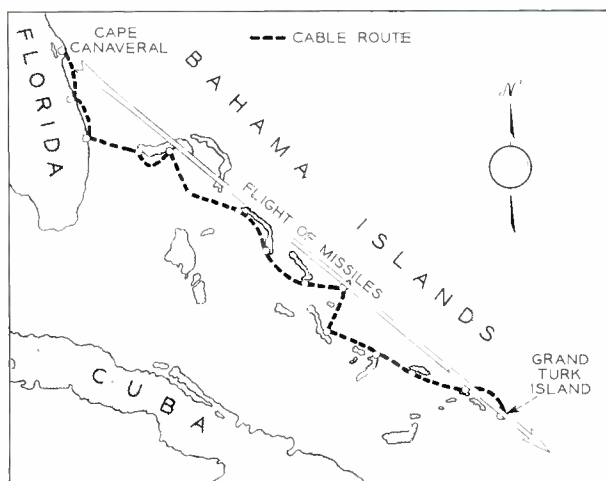 CAPE
CANAVERAL
CABLE ROUTE
FLORIDA
BAHAMA ISLANDS
N
FLIGHT OF MISSILES
GRAND
TURK
ISLAND
CUBA